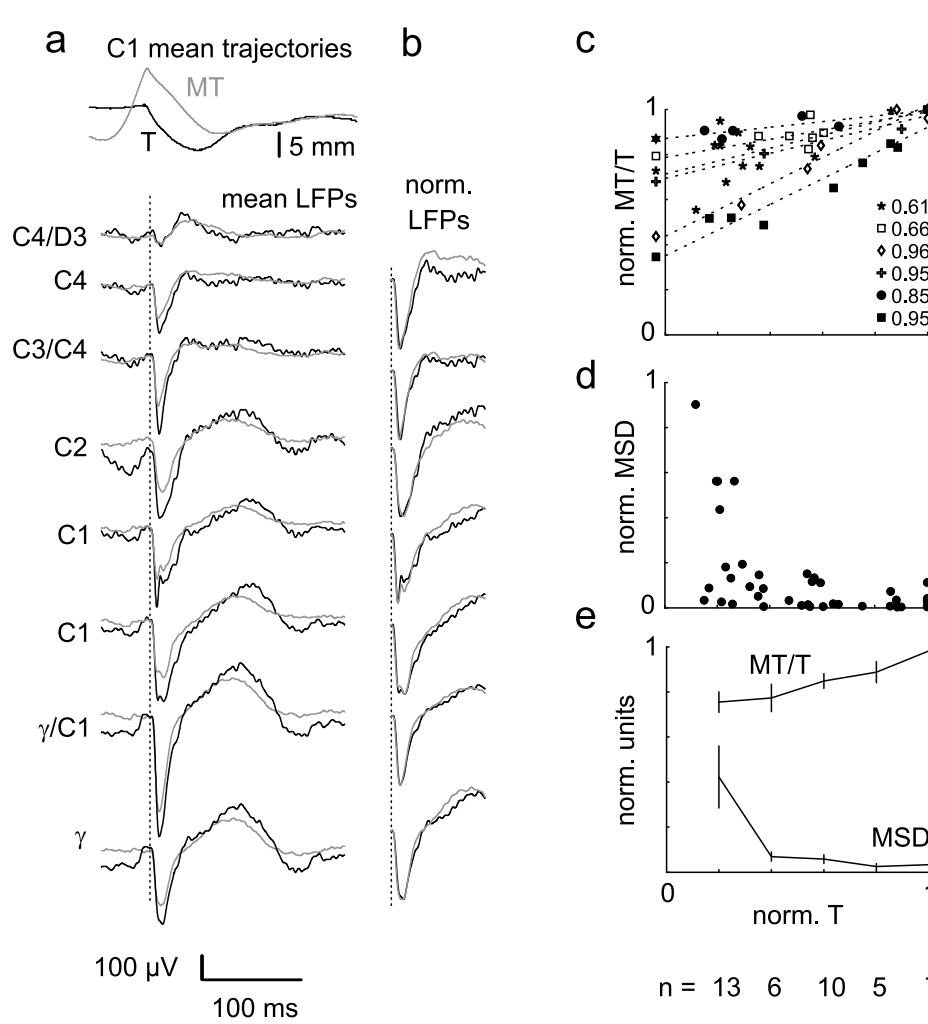 a
C1 mean trajectories
MT
T
5 mm
mean LFPs
C4/D3
C4
C3/C4
C2
C1
C1
γ/C1
γ
100 µV
100 ms
b
norm.
LFPs
c
1
norm. MT/T
0.61
0.66
0.96
0.95
0.85
0.95
0
d
1
norm. MSD
0
e
1
MT/T
norm. units
MSD
0
norm. T
n = 13 6 10 5